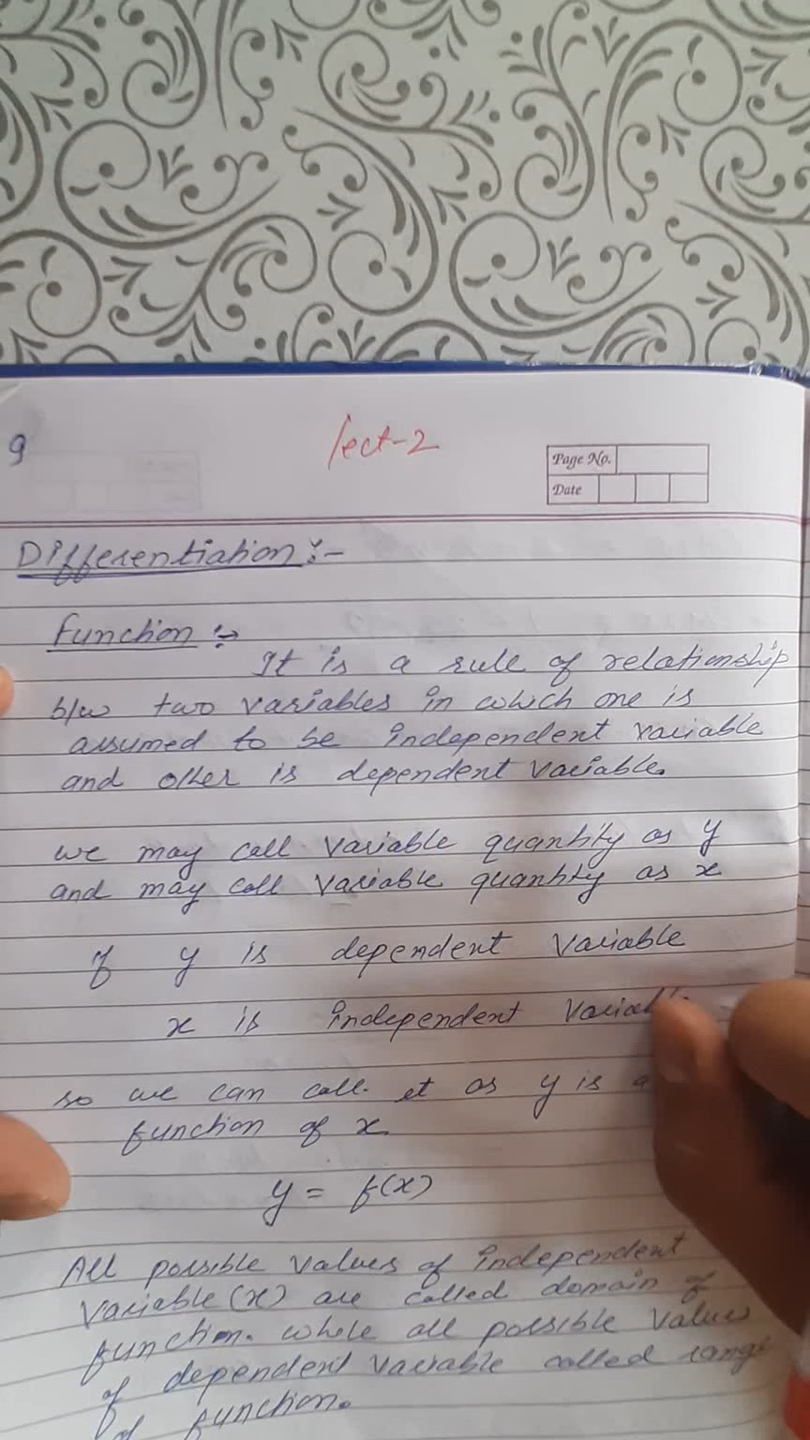 9
lect-2
Page No.
Date
Differentiation :-
function :→
It is a rule of relationship
b/w two variables in which one is
assumed to be independent variable
and other is dependent variable.
we may call variable quantity as y
and may call variable quantity as x
if y is dependent variable
x is independent
so we can call et as y is a
function of x
y = f(x)
All possible values of independent
variable (x) are called domain of
function. while all possible values
of dependent variable called range
of function.